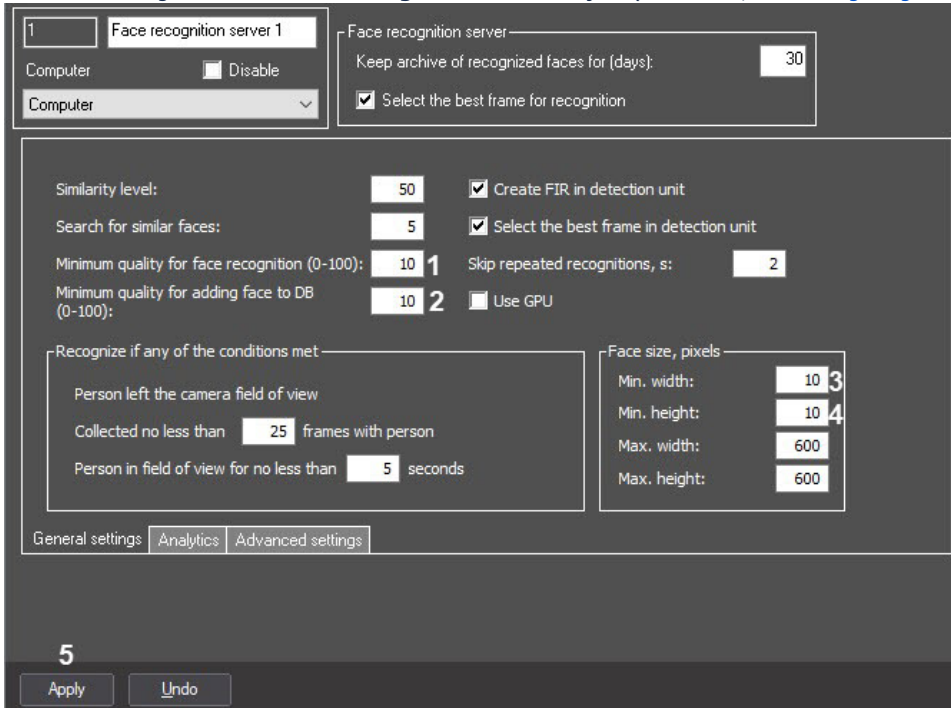 1
Face recognition server 1
Computer
Disable
Computer
Face recognition server
Keep archive of recognized faces for (days):
30
Select the best frame for recognition
Similarity level:
50
Create FIR in detection unit
Search for similar faces:
5
Select the best frame in detection unit
Minimum quality for face recognition (0-100):
10
1
Skip repeated recognitions, s:
2
Minimum quality for adding face to DB
(0-100):
10
2
Use GPU
Recognize if any of the conditions met
Person left the camera field of view
Collected no less than 25 frames with person
Person in field of view for no less than 5 seconds
Face size, pixels
Min. width: 10 3
Min. height: 10 4
Max. width: 600
Max. height: 600
General settings
Analytics
Advanced settings
5
Apply
Undo